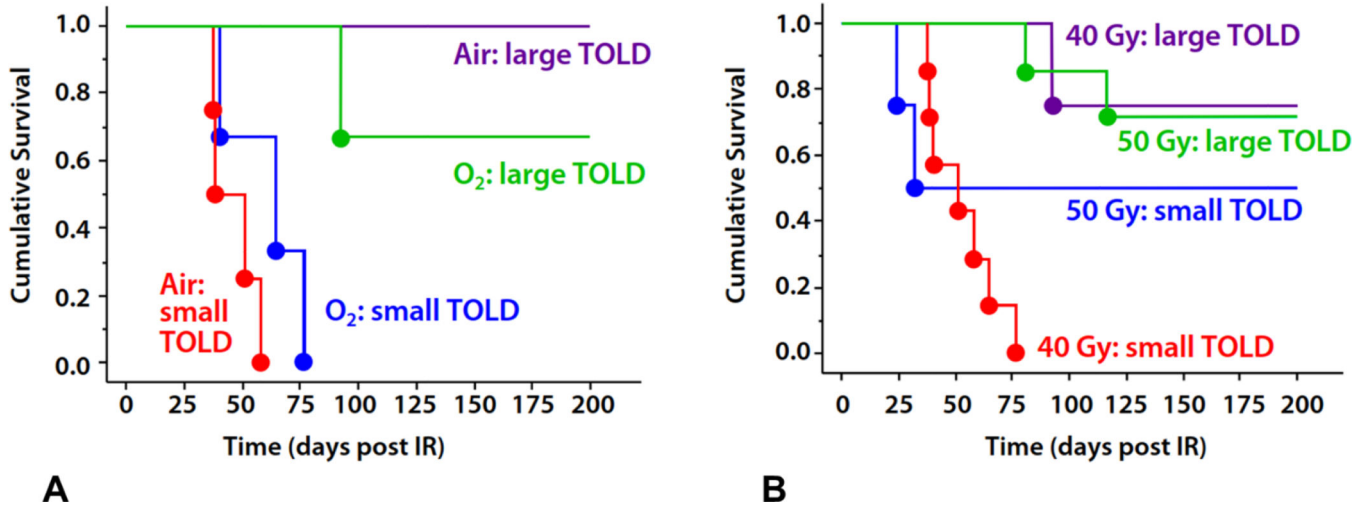 1.0
0.8
0.6
0.4
0.2
0.0
Cumulative Survival
Air: large TOLD
O₂: large TOLD
Air:
small
TOLD
O₂: small TOLD
0 25 50 75 100 125 150 175 200
Time (days post IR)
A
1.0
0.8
0.6
0.4
0.2
0.0
Cumulative Survival
40 Gy: large TOLD
50 Gy: large TOLD
50 Gy: small TOLD
40 Gy: small TOLD
0 25 50 75 100 125 150 175 200
Time (days post IR)
B